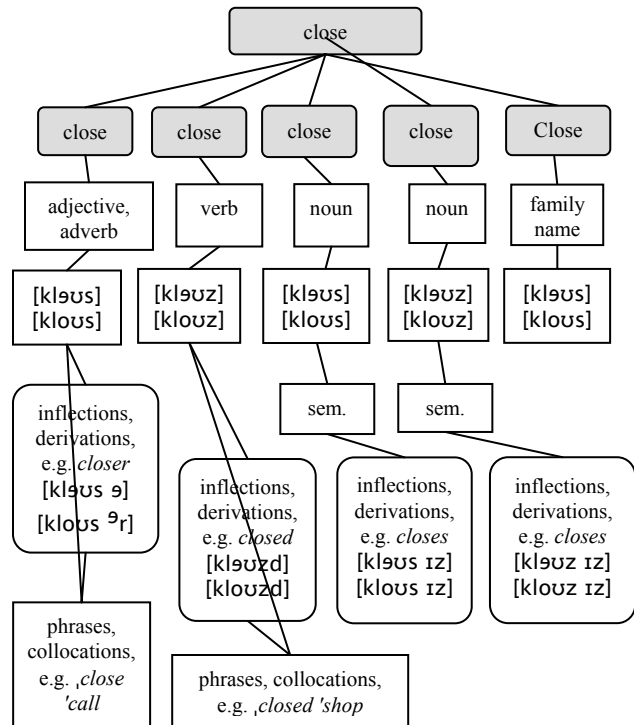 close
close
close
close
close
Close
adjective,
adverb
verb
noun
noun
family
name
[kləʊs]
[kloʊs]
[kləʊz]
[kloʊz]
[kləʊs]
[kloʊs]
[kləʊz]
[kloʊz]
[kləʊs]
[kloʊs]
sem.
sem.
inflections,
derivations,
e.g. closer
[kləʊs ə]
[kloʊs ᵊr]
inflections,
derivations,
e.g. closed
[kləʊzd]
[kloʊzd]
inflections,
derivations,
e.g. closes
[kləʊs ɪz]
[kloʊs ɪz]
inflections,
derivations,
e.g. closes
[kləʊz ɪz]
[kloʊz ɪz]
phrases,
collocations,
e.g. ˌclose
ˈcall
phrases, collocations,
e.g. ˌclosed ˈshop